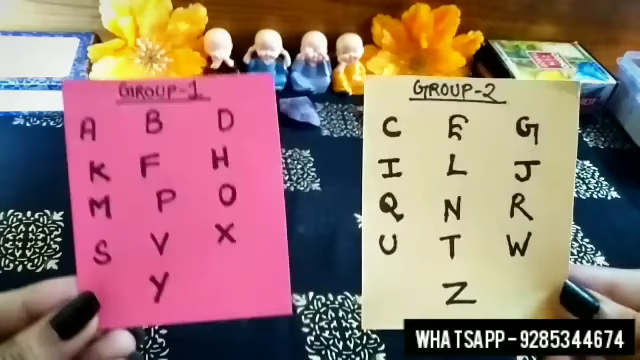 GROUP-1
A B D
K F H
M P O
S V X
Y
GROUP-2
C E G
I L J
Q N R
U T W
Z
WHATSAPP-9285344674